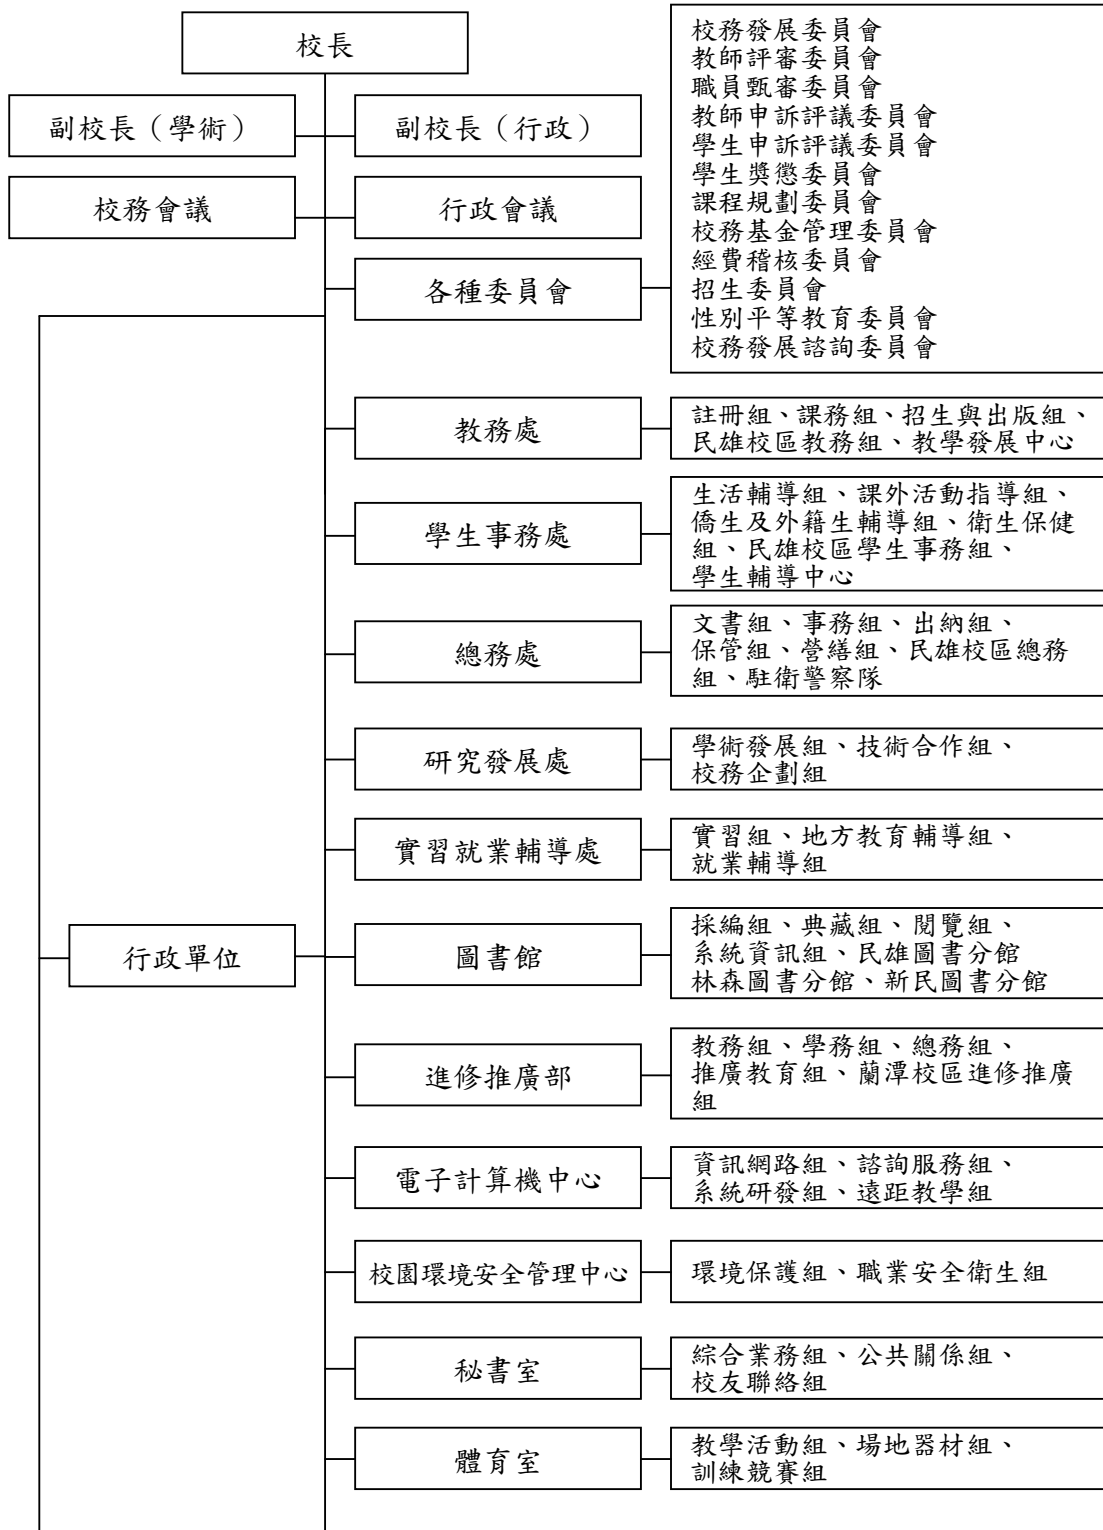 校長
副校長（學術）
副校長（行政）
校務會議
行政會議
各種委員會
校務發展委員會
教師評審委員會
職員甄審委員會
教師申訴評議委員會
學生申訴評議委員會
學生獎懲委員會
課程規劃委員會
校務基金管理委員會
經費稽核委員會
招生委員會
性別平等教育委員會
校務發展諮詢委員會
行政單位
教務處
註冊組、課務組、招生與出版組、
民雄校區教務組、教學發展中心
學生事務處
生活輔導組、課外活動指導組、
僑生及外籍生輔導組、衛生保健
組、民雄校區學生事務組、
學生輔導中心
總務處
文書組、事務組、出納組、
保管組、營繕組、民雄校區總務
組、駐衛警察隊
研究發展處
學術發展組、技術合作組、
校務企劃組
實習就業輔導處
實習組、地方教育輔導組、
就業輔導組
圖書館
採編組、典藏組、閱覽組、
系統資訊組、民雄圖書分館
林森圖書分館、新民圖書分館
進修推廣部
教務組、學務組、總務組、
推廣教育組、蘭潭校區進修推廣
組
電子計算機中心
資訊網路組、諮詢服務組、
系統研發組、遠距教學組
校園環境安全管理中心
環境保護組、職業安全衛生組
秘書室
綜合業務組、公共關係組、
校友聯絡組
體育室
教學活動組、場地器材組、
訓練競賽組